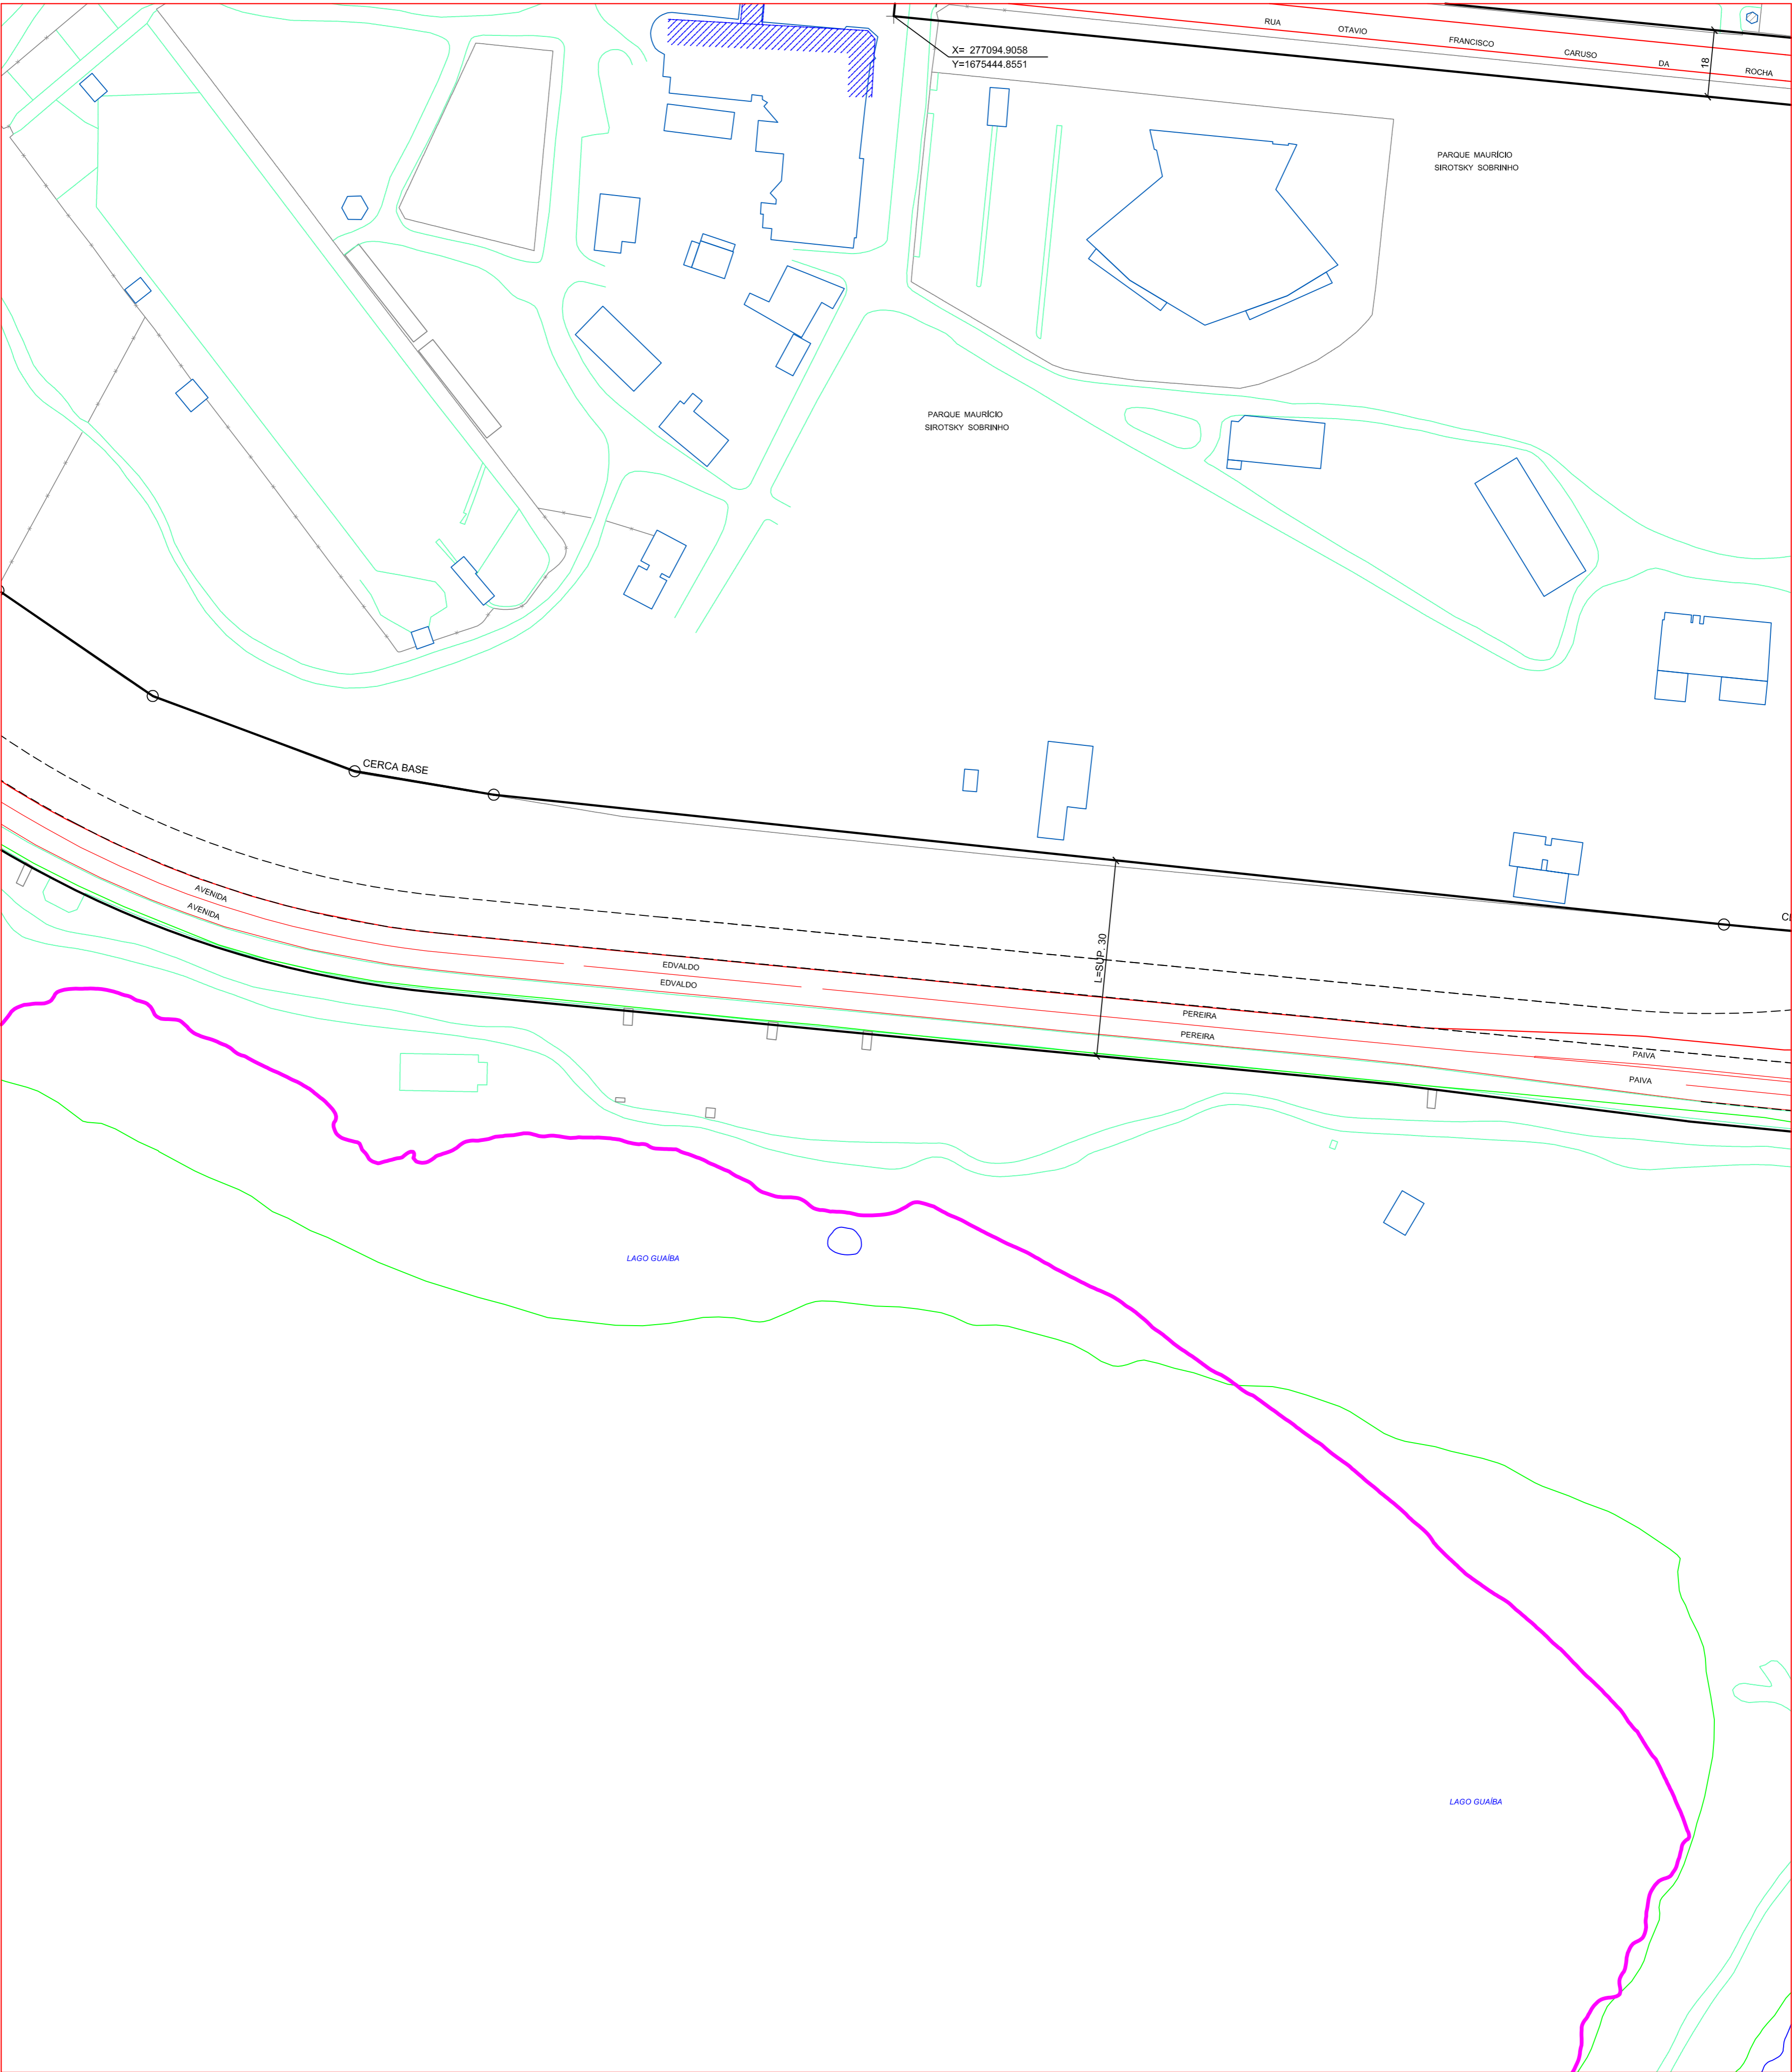 RUA OTAVIO FRANCISCO CARUSO DA ROCHA
X= 277094.9058
Y=1675444.8551
18
PARQUE MAURÍCIO
SIROTSKY SOBRINHO
PARQUE MAURÍCIO
SIROTSKY SOBRINHO
CERCA BASE
L=SUP. 30
AVENIDA EDVALDO PEREIRA PAIVA
AVENIDA EDVALDO PEREIRA PAIVA
LAGO GUAÍBA
LAGO GUAÍBA